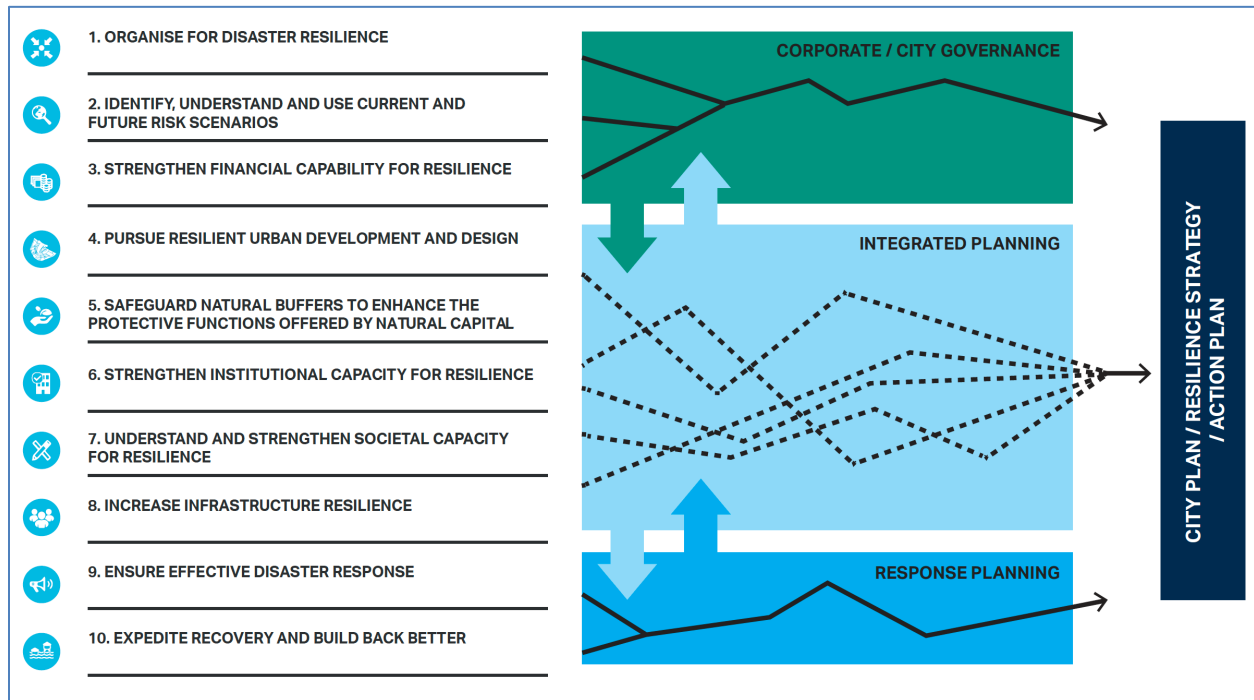 1. ORGANISE FOR DISASTER RESILIENCE
2. IDENTIFY, UNDERSTAND AND USE CURRENT AND
FUTURE RISK SCENARIOS
3. STRENGTHEN FINANCIAL CAPABILITY FOR RESILIENCE
4. PURSUE RESILIENT URBAN DEVELOPMENT AND DESIGN
5. SAFEGUARD NATURAL BUFFERS TO ENHANCE THE
PROTECTIVE FUNCTIONS OFFERED BY NATURAL CAPITAL
6. STRENGTHEN INSTITUTIONAL CAPACITY FOR RESILIENCE
7. UNDERSTAND AND STRENGTHEN SOCIETAL CAPACITY
FOR RESILIENCE
8. INCREASE INFRASTRUCTURE RESILIENCE
9. ENSURE EFFECTIVE DISASTER RESPONSE
10. EXPEDITE RECOVERY AND BUILD BACK BETTER
CORPORATE / CITY GOVERNANCE
INTEGRATED PLANNING
RESPONSE PLANNING
CITY PLAN / RESILIENCE STRATEGY
/ ACTION PLAN